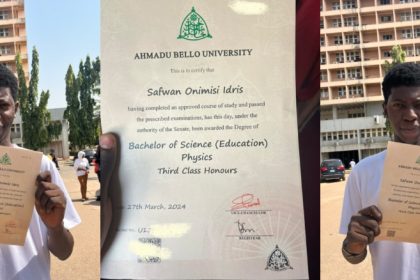 AHMADU BELLO UNIVERSITY
This is to certify that
Safwan Onimisi Idris
having completed an approved course of study and passed
the prescribed examinations, has this day, under the
authority of the Senate, been awarded the Degree of
Bachelor of Science (Education)
Physics
Third Class Honours
27th March, 2024
VICE-CHANCELLOR
REGISTRAR